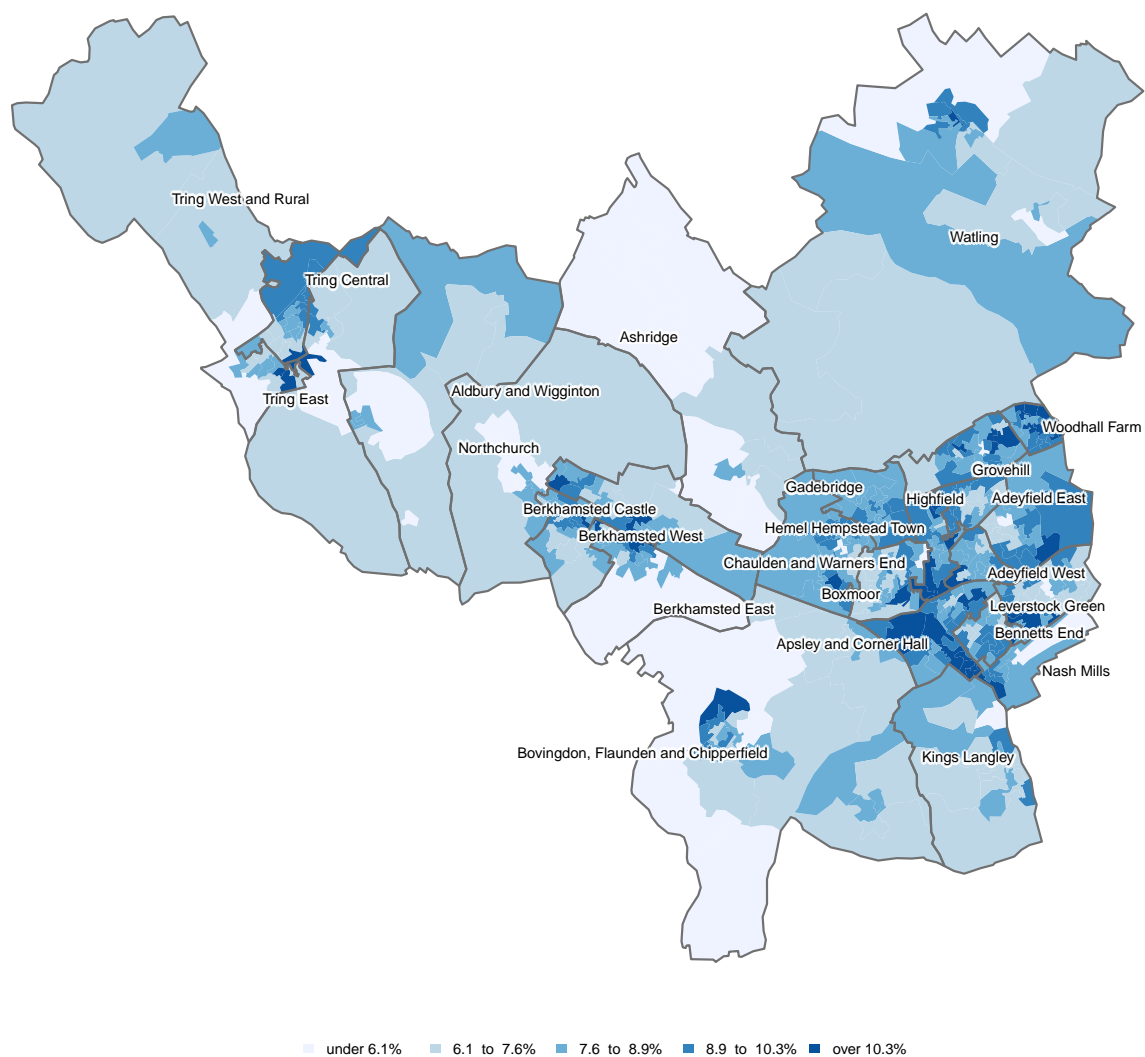 Tring West and Rural
Watling
Tring Central
Ashridge
Aldbury and Wigginton
Tring East
Woodhall Farm
Northchurch
Grovehill
Gadebridge
Highfield
Adeyfield East
Berkhamsted Castle
Hemel Hempstead Town
Berkhamsted West
Chaulden and Warners End
Adeyfield West
Boxmoor
Leverstock Green
Berkhamsted East
Bennetts End
Apsley and Corner Hall
Nash Mills
Bovingdon, Flaunden and Chipperfield
Kings Langley
under 6.1% 6.1 to 7.6% 7.6 to 8.9% 8.9 to 10.3% over 10.3%